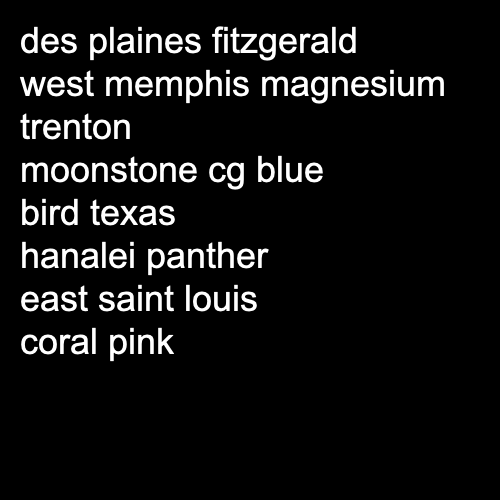 des plaines fitzgerald
west memphis magnesium
trenton
moonstone cg blue
bird texas
hanalei panther
east saint louis
coral pink